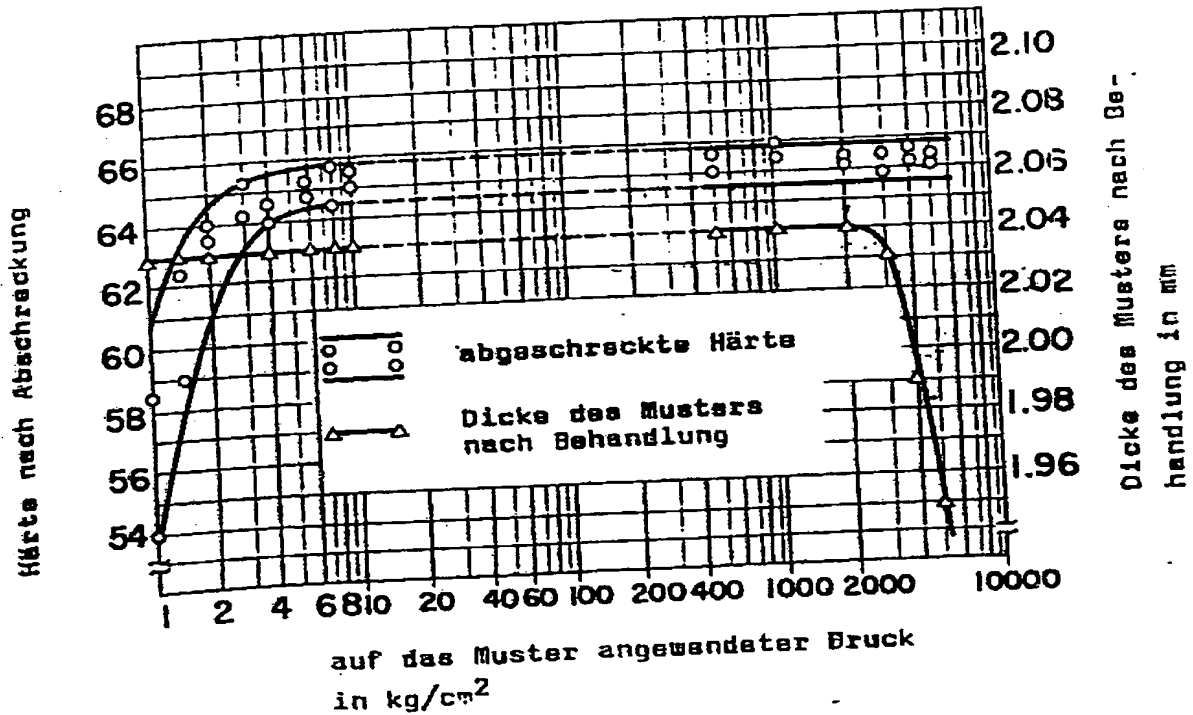 Härte nach Abschreckung
68
66
64
62
60
58
56
54
2.10
2.08
2.06
2.04
2.02
2.00
1.98
1.96
Dicke des Musters nach Be-
handlung in mm
abgeschreckte Härte
Dicke des Musters
nach Behandlung
1 2 4 6 8 10 20 40 60 100 200 400 1000 2000 10000
auf das Muster angewendeter Druck
in kg/cm²